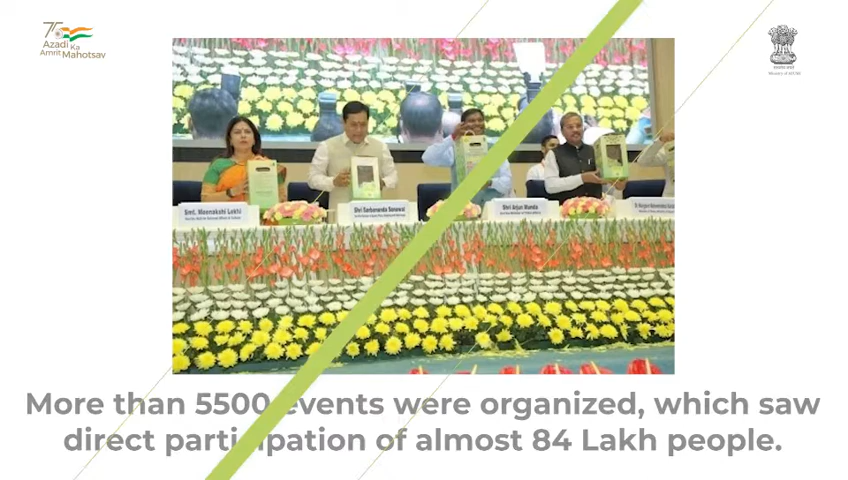 75
Azadi Ka
Amrit Mahotsav
Smt. Meenakshi Lekhi
Shri Sarbananda Sonowal
Shri Arjun Munda
More than 5500 events were organized, which saw
direct participation of almost 84 Lakh people.